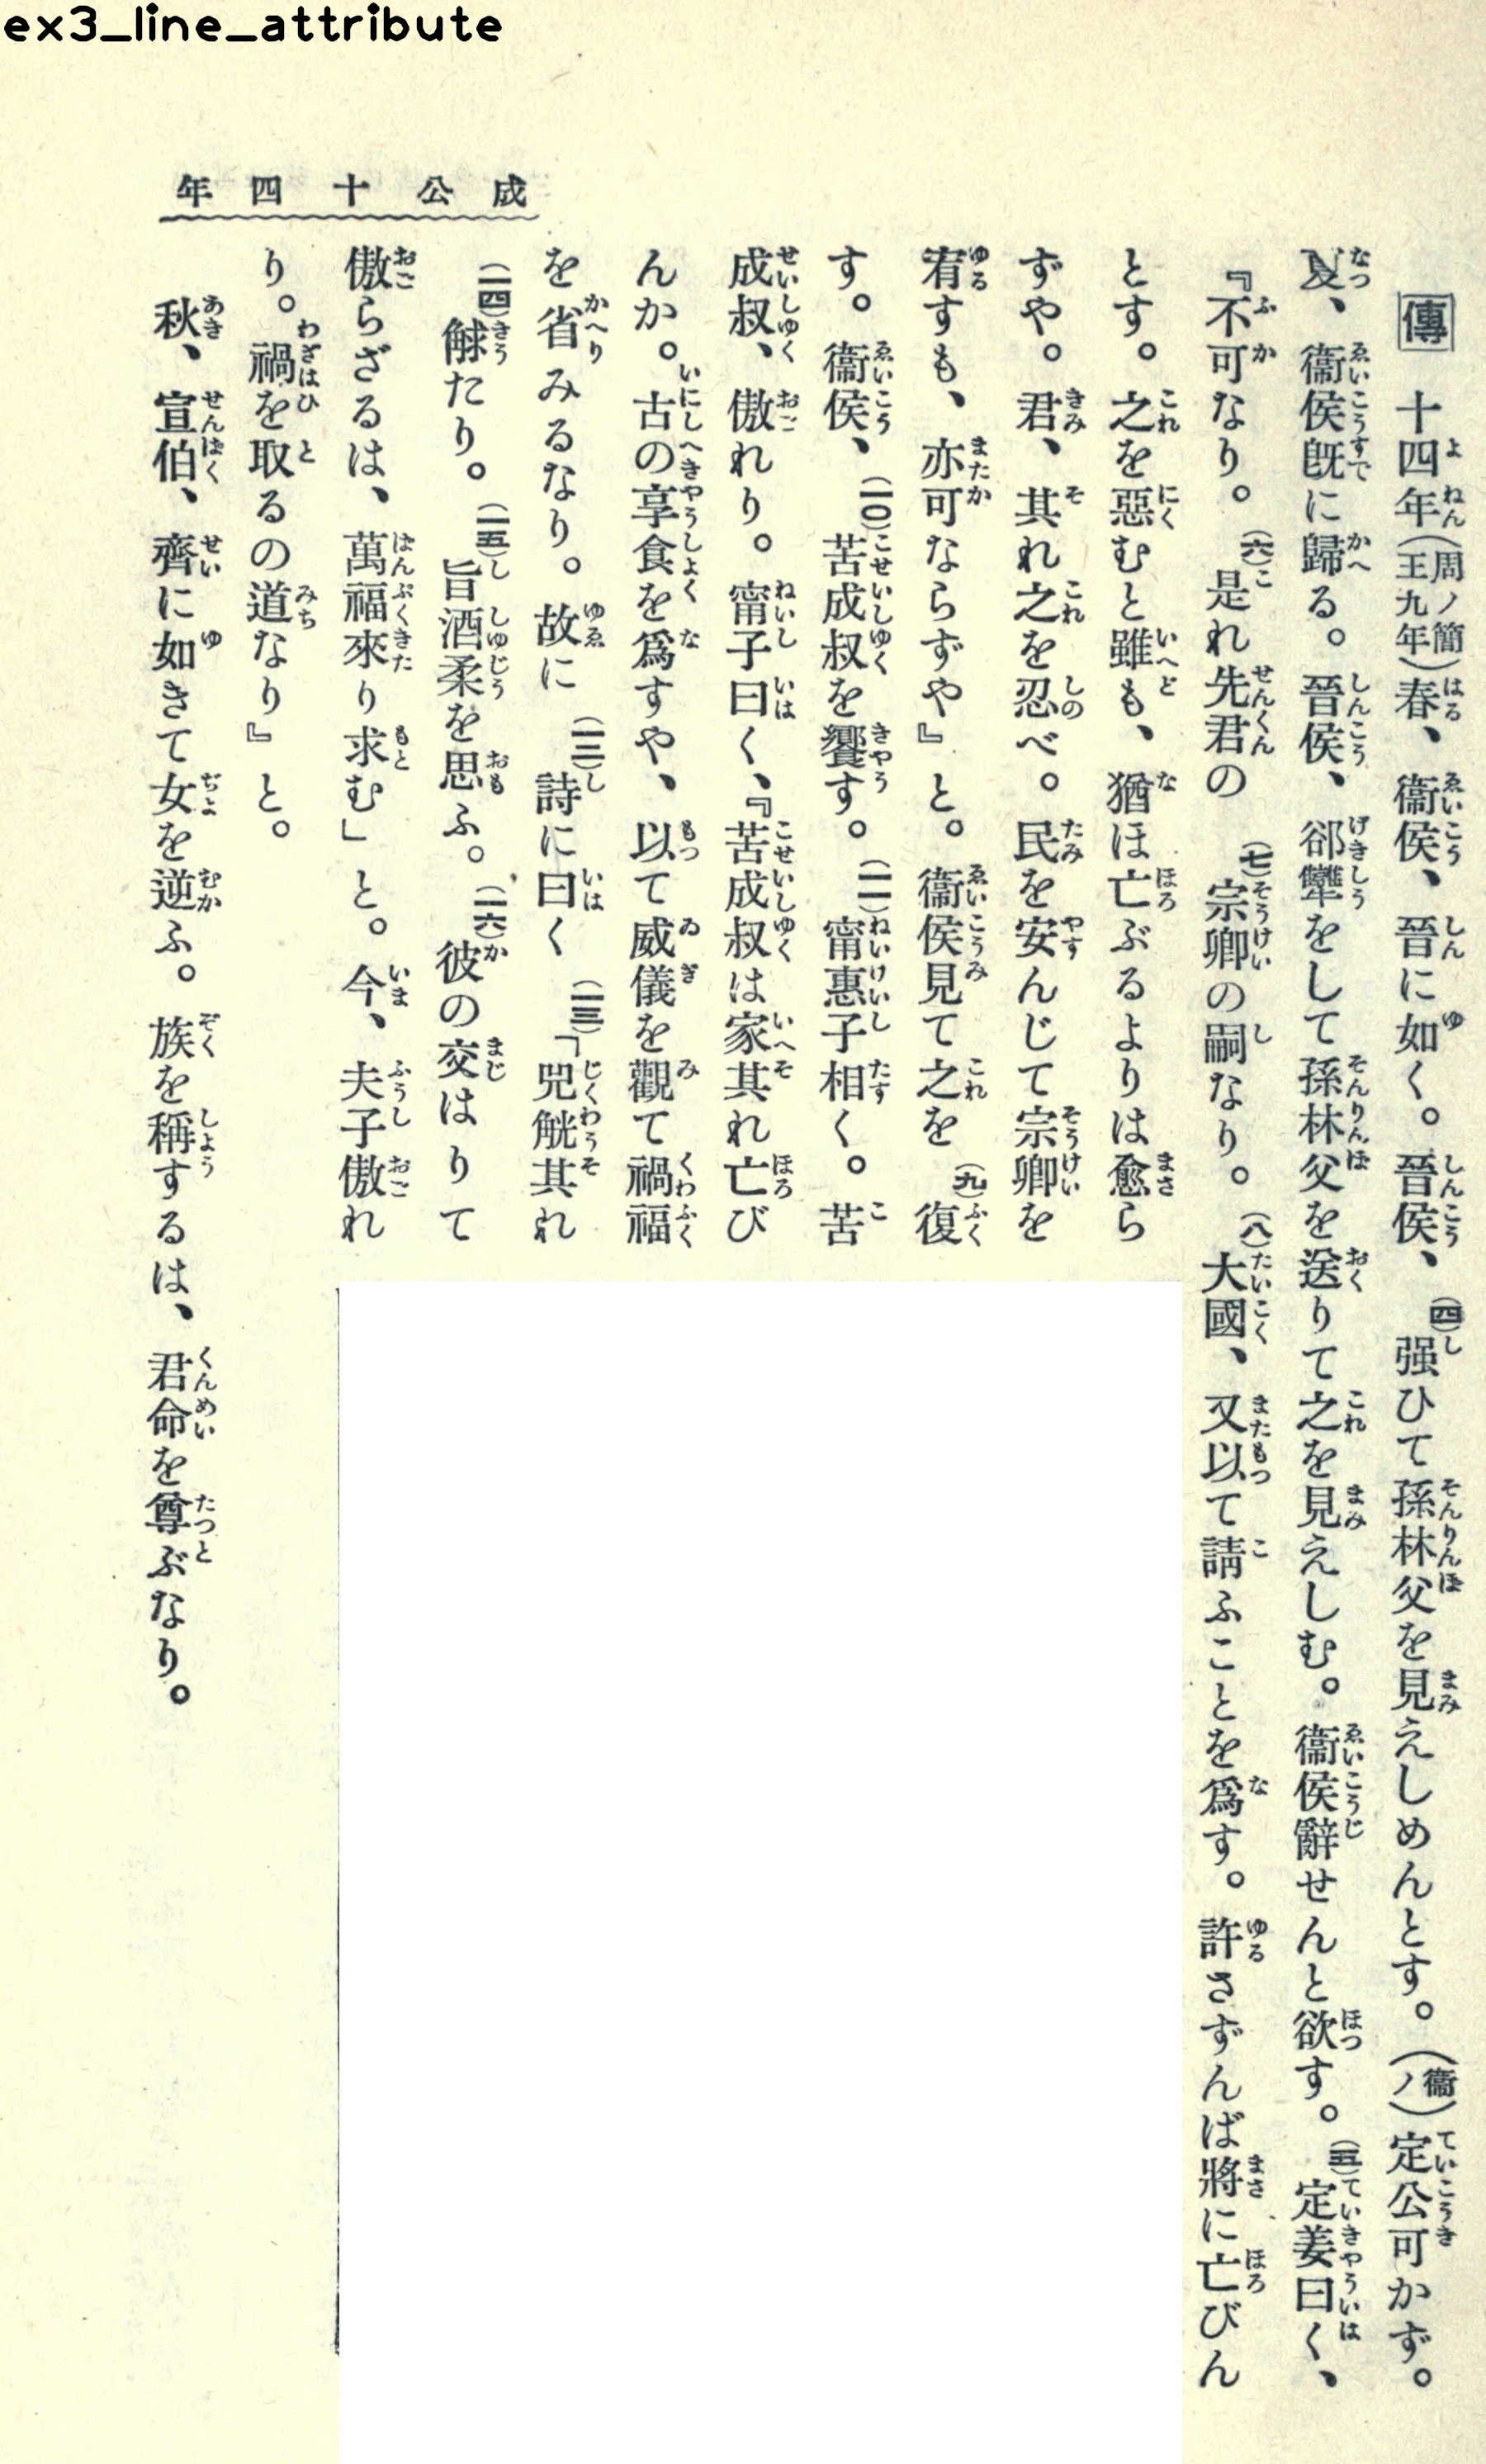 ex3_line_attribute
成公十四年
傳 十四年(周ノ簡王九年)春、衞侯、晉に如く。晉侯、(四)强ひて孫林父を見えしめんとす。(衞ノ)定公可かず。
夏、衞侯旣に歸る。晉侯、郤犫をして孫林父を送りて之を見えしむ。衞侯辭せんと欲す。(五)定姜曰く、
『不可なり。(六)是れ先君の(七)宗卿の嗣なり。(八)大國、又以て請ふことを爲す。許さずんば將に亡びん
とす。之を惡むと雖も、猶ほ亡ぶるよりは愈ら
ずや。君、其れ之を忍べ。民を安んじて宗卿を
宥すも、亦可ならずや』と。衞侯見て之を(九)復
す。衞侯、(一〇)苦成叔を饗す。(一一)甯惠子相く。苦
成叔、傲れり。甯子曰く、『苦成叔は家其れ亡び
んか。古の享食を爲すや、以て威儀を觀て禍福
を省みるなり。故に(一二)詩に曰く(一三)「兕觥其れ
(一四)觩たり。(一五)旨酒柔を思ふ。(一六)彼の交はりて
傲らざるは、萬福來り求む」と。今、夫子傲れ
り。禍を取るの道なり』と。
秋、宣伯、齊に如きて女を逆ふ。族を稱するは、君命を尊ぶなり。